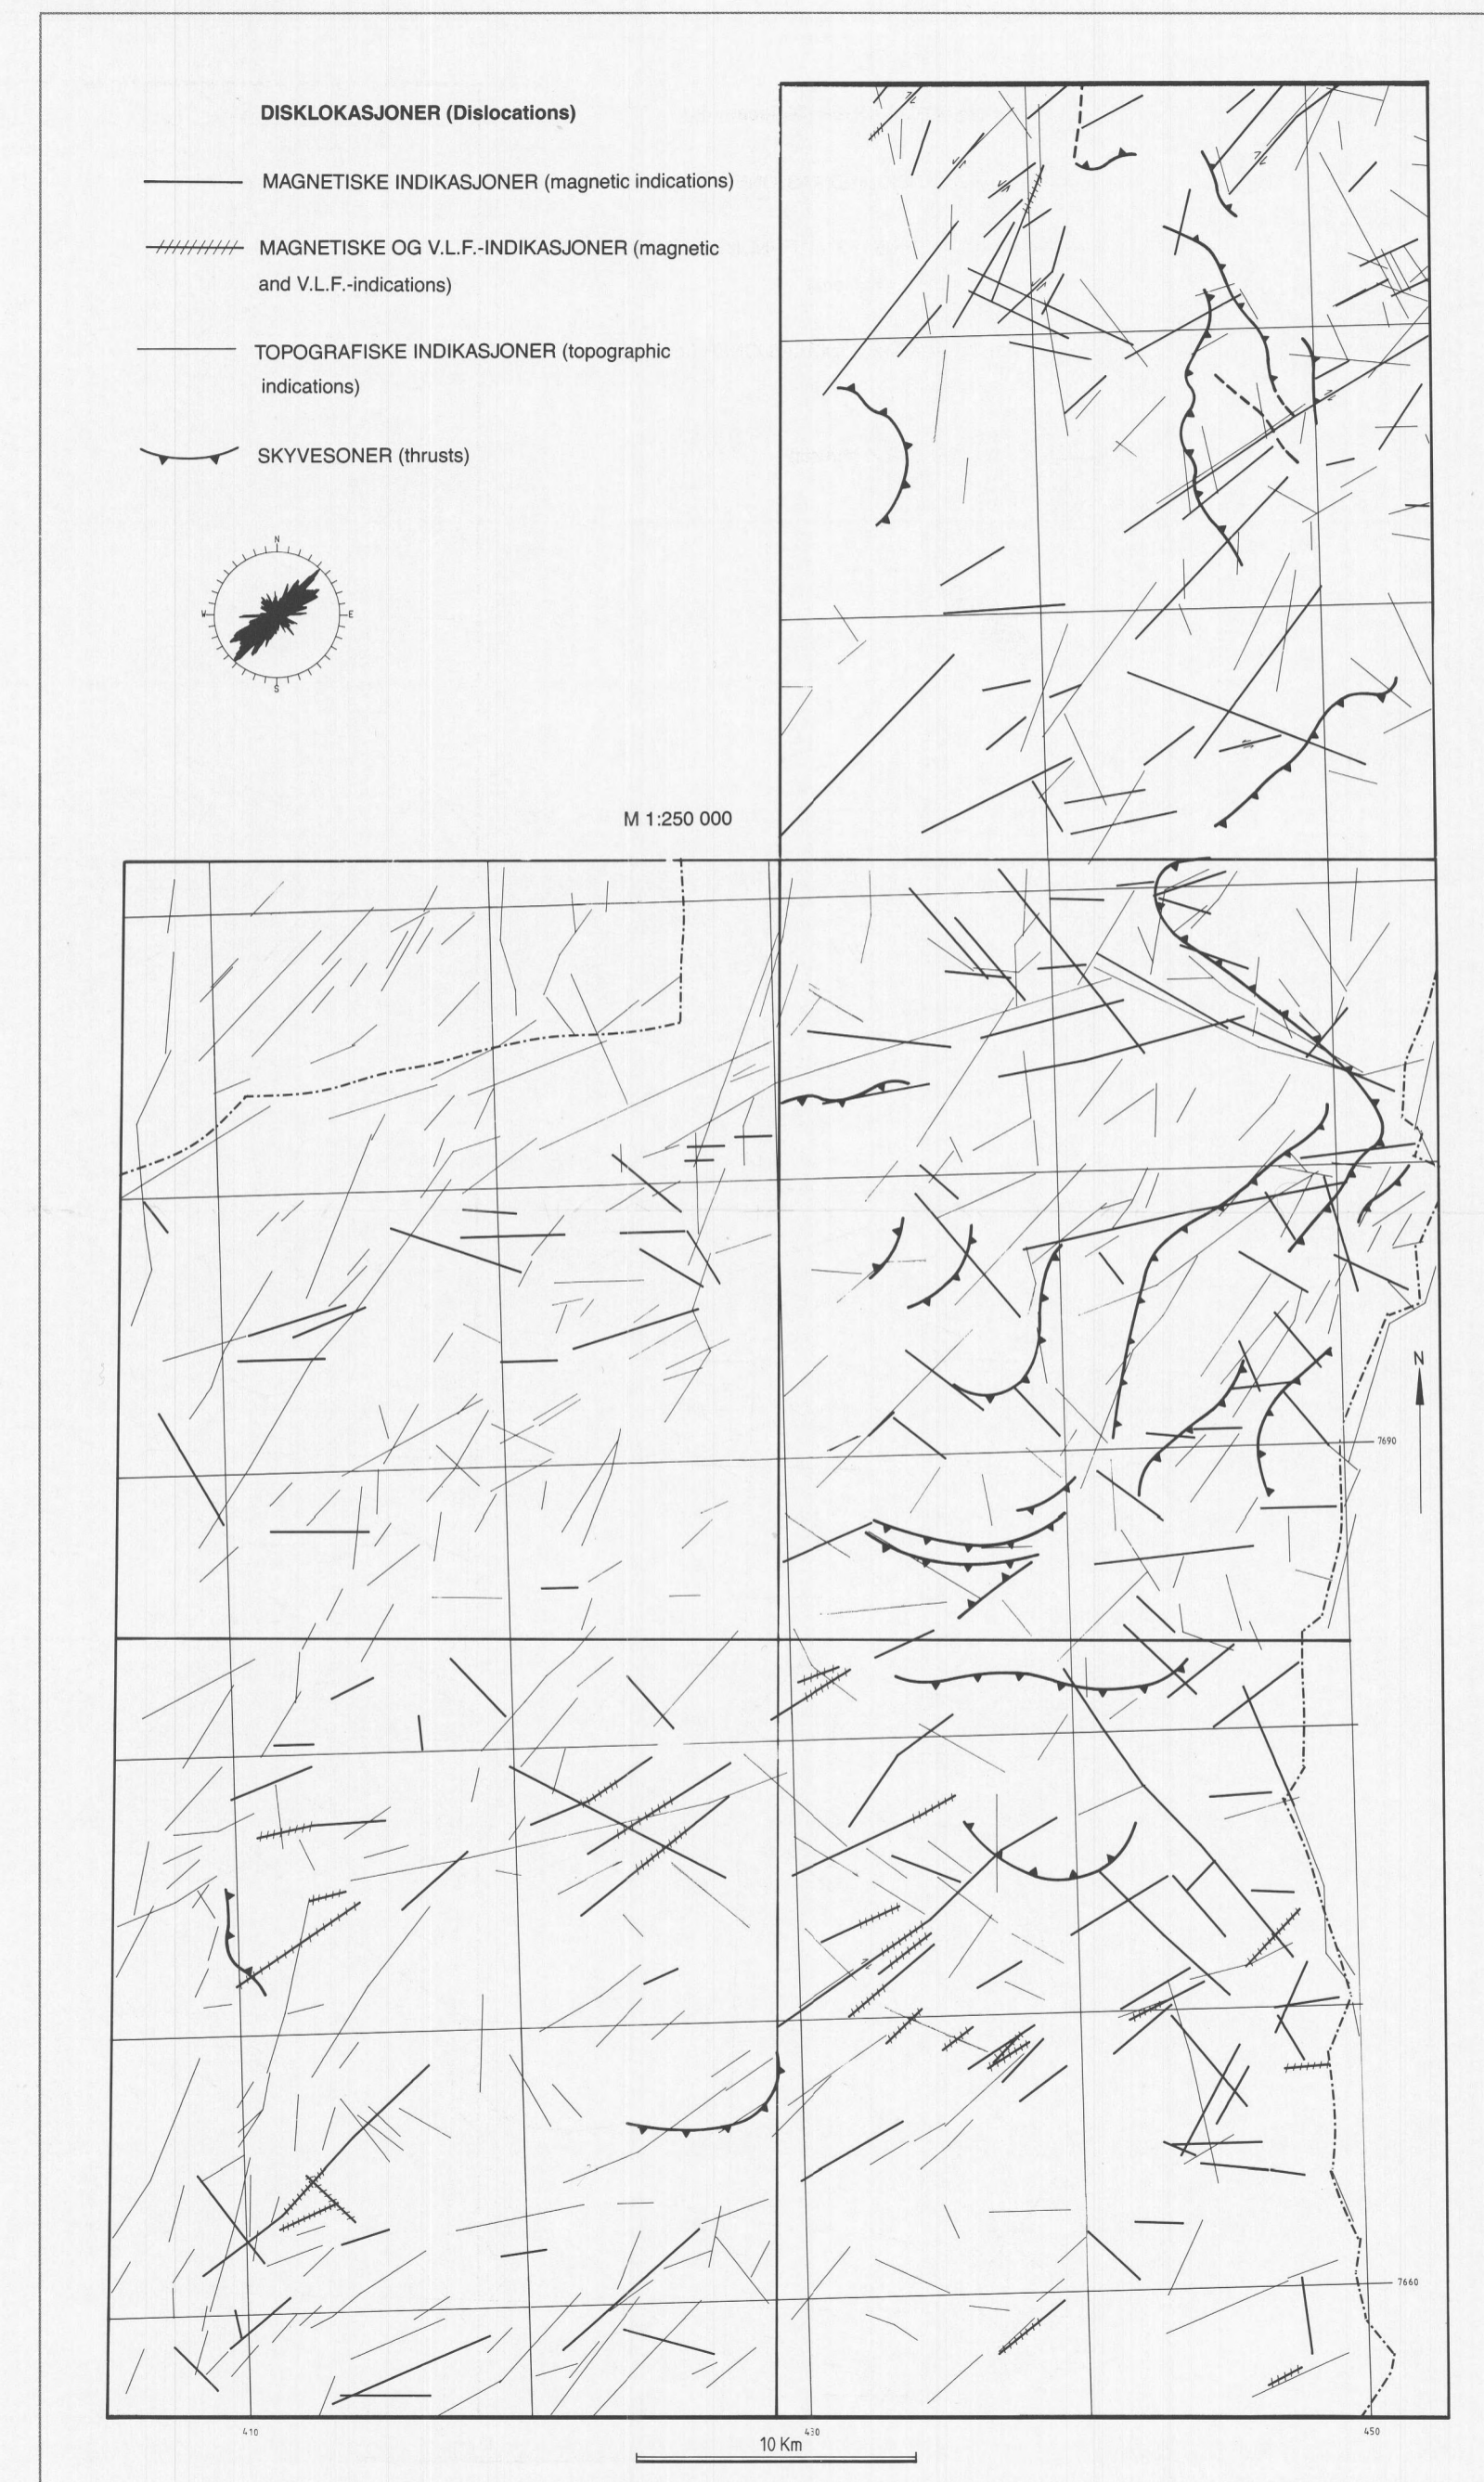 DISKLOKASJONER (Dislocations)
MAGNETISKE INDIKASJONER (magnetic indications)
MAGNETISKE OG V.L.F.-INDIKASJONER (magnetic
and V.L.F.-indications)
TOPOGRAFISKE INDIKASJONER (topographic
indications)
SKYVESONER (thrusts)
N
W
E
S
M 1:250 000
N
7690
7660
410
430
450
10 Km